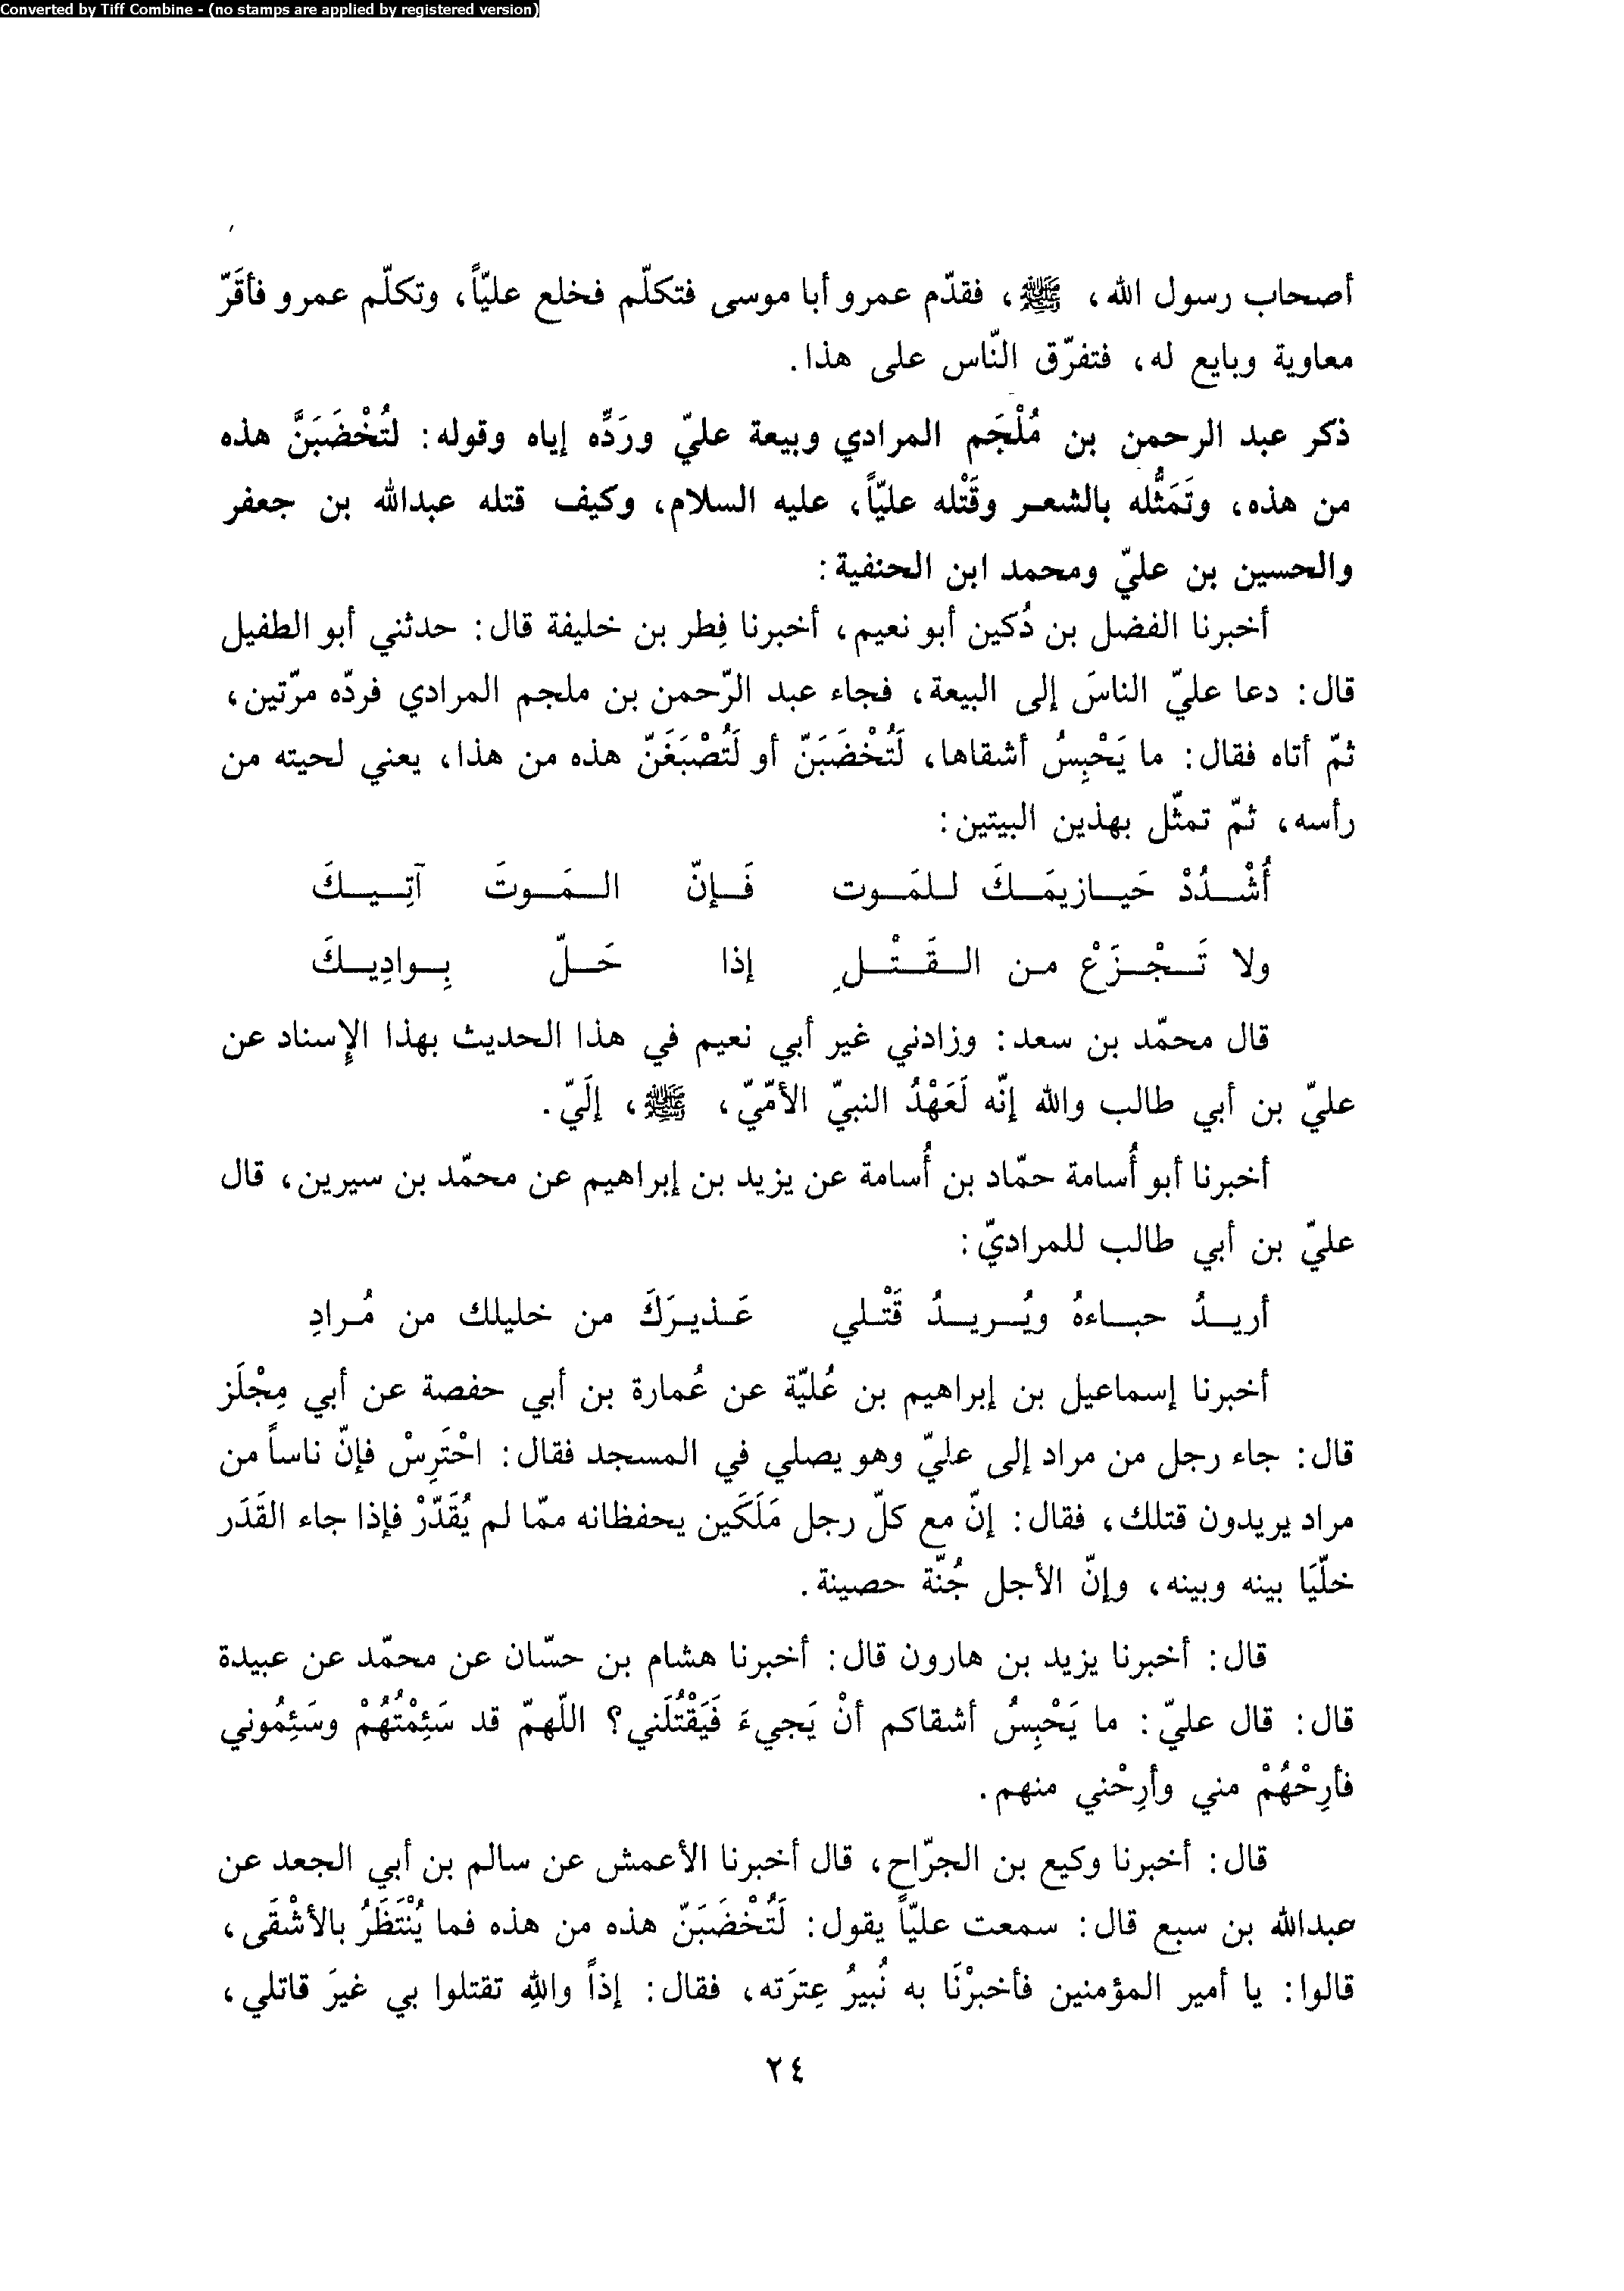 Converted by Tiff Combine - (no stamps are applied by registered version)
أصحاب رسول الله، ﷺ، فقدّم عمرو أبا موسى فتكلّم فخلع عليّاً، وتكلّم عمرو فأقَرّ
معاوية وبايع له، فتفرّق النّاس على هذا.
ذكر عبد الرحمن بن مُلْجَم المرادي وبيعة عليّ ورَدّه إياه وقوله: لتُخْضَبَنَّ هذه
من هذه، وتَمَثُّله بالشعر وقَتْله عليّاً، عليه السلام، وكيف قتله عبدالله بن جعفر
والحسين بن عليّ ومحمد ابن الحنفية:
أخبرنا الفضل بن دُكين أبو نعيم، أخبرنا فِطر بن خليفة قال: حدثني أبو الطفيل
قال: دعا عليّ الناسَ إلى البيعة، فجاء عبد الرّحمن بن ملجم المرادي فردّه مرّتين،
ثمّ أتاه فقال: ما يَحْبِسُ أشقاها، لَتُخْضَبَنّ أو لَتُصْبَغَنّ هذه من هذا، يعني لحيته من
رأسه، ثمّ تمثّل بهذين البيتين:
أُشْدُدْ حَيازيمَكَ للمَوت فَإنّ المَوتَ آتِيكَ
ولا تَجْزَعْ من القَتْلِ إذا حَلّ بِوادِيكَ
قال محمّد بن سعد: وزادني غير أبي نعيم في هذا الحديث بهذا الإسناد عن
عليّ بن أبي طالب والله إنّه لَعَهْدُ النبيّ الأمّيّ، ﷺ، إلَيّ.
أخبرنا أبو أُسامة حمّاد بن أُسامة عن يزيد بن إبراهيم عن محمّد بن سيرين، قال
عليّ بن أبي طالب للمراديّ:
أريدُ حباءهُ ويُريدُ قَتْلي عَذيرَكَ من خليلك من مُرادِ
أخبرنا إسماعيل بن إبراهيم بن عُليّة عن عُمارة بن أبي حفصة عن أبي مِجْلَز
قال: جاء رجل من مراد إلى عليّ وهو يصلي في المسجد فقال: احْتَرِسْ فإنّ ناساً من
مراد يريدون قتلك، فقال: إنّ مع كلّ رجل مَلَكَين يحفظانه ممّا لم يُقَدّرْ فإذا جاء القَدَر
خلّيَا بينه وبينه، وإنّ الأجل جُنّة حصينة.
قال: أخبرنا يزيد بن هارون قال: أخبرنا هشام بن حسّان عن محمّد عن عبيدة
قال: قال عليّ: ما يَحْبِسُ أشقاكم أنْ يَجيءَ فَيَقْتُلَني؟ اللّهمّ قد سَئِمْتُهُمْ وسَئِمُوني
فأرِحْهُمْ مني وأرِحْني منهم.
قال: أخبرنا وكيع بن الجرّاح، قال أخبرنا الأعمش عن سالم بن أبي الجعد عن
عبدالله بن سبع قال: سمعت عليّاً يقول: لَتُخْضَبَنّ هذه من هذه فما يُنْتَظَرُ بالأشْقَى،
قالوا: يا أمير المؤمنين فأخبرْنَا به نُبيرُ عِترَته، فقال: إذاً واللهِ تقتلوا بي غيرَ قاتلي،
٢٤